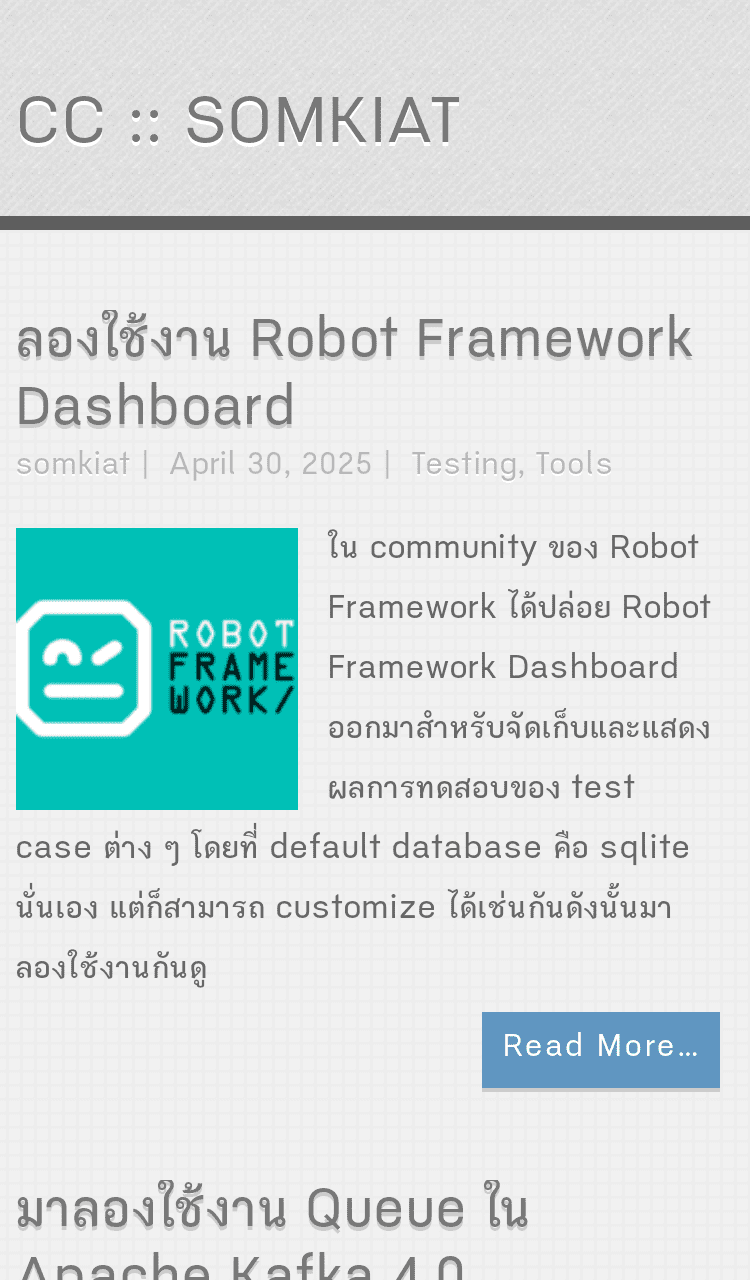 CC :: SOMKIAT
ลองใช้งาน Robot Framework
Dashboard
somkiat | April 30, 2025 | Testing, Tools
ROBOT
FRAME
WORK/
ใน community ของ Robot
Framework ได้ปล่อย Robot
Framework Dashboard
ออกมาสำหรับจัดเก็บและแสดง
ผลการทดสอบของ test
case ต่าง ๆ โดยที่ default database คือ sqlite
นั่นเอง แต่ก็สามารถ customize ได้เช่นกันดังนั้นมา
ลองใช้งานกันดู
Read More…
มาลองใช้งาน Queue ใน
Apache Kafka 4.0